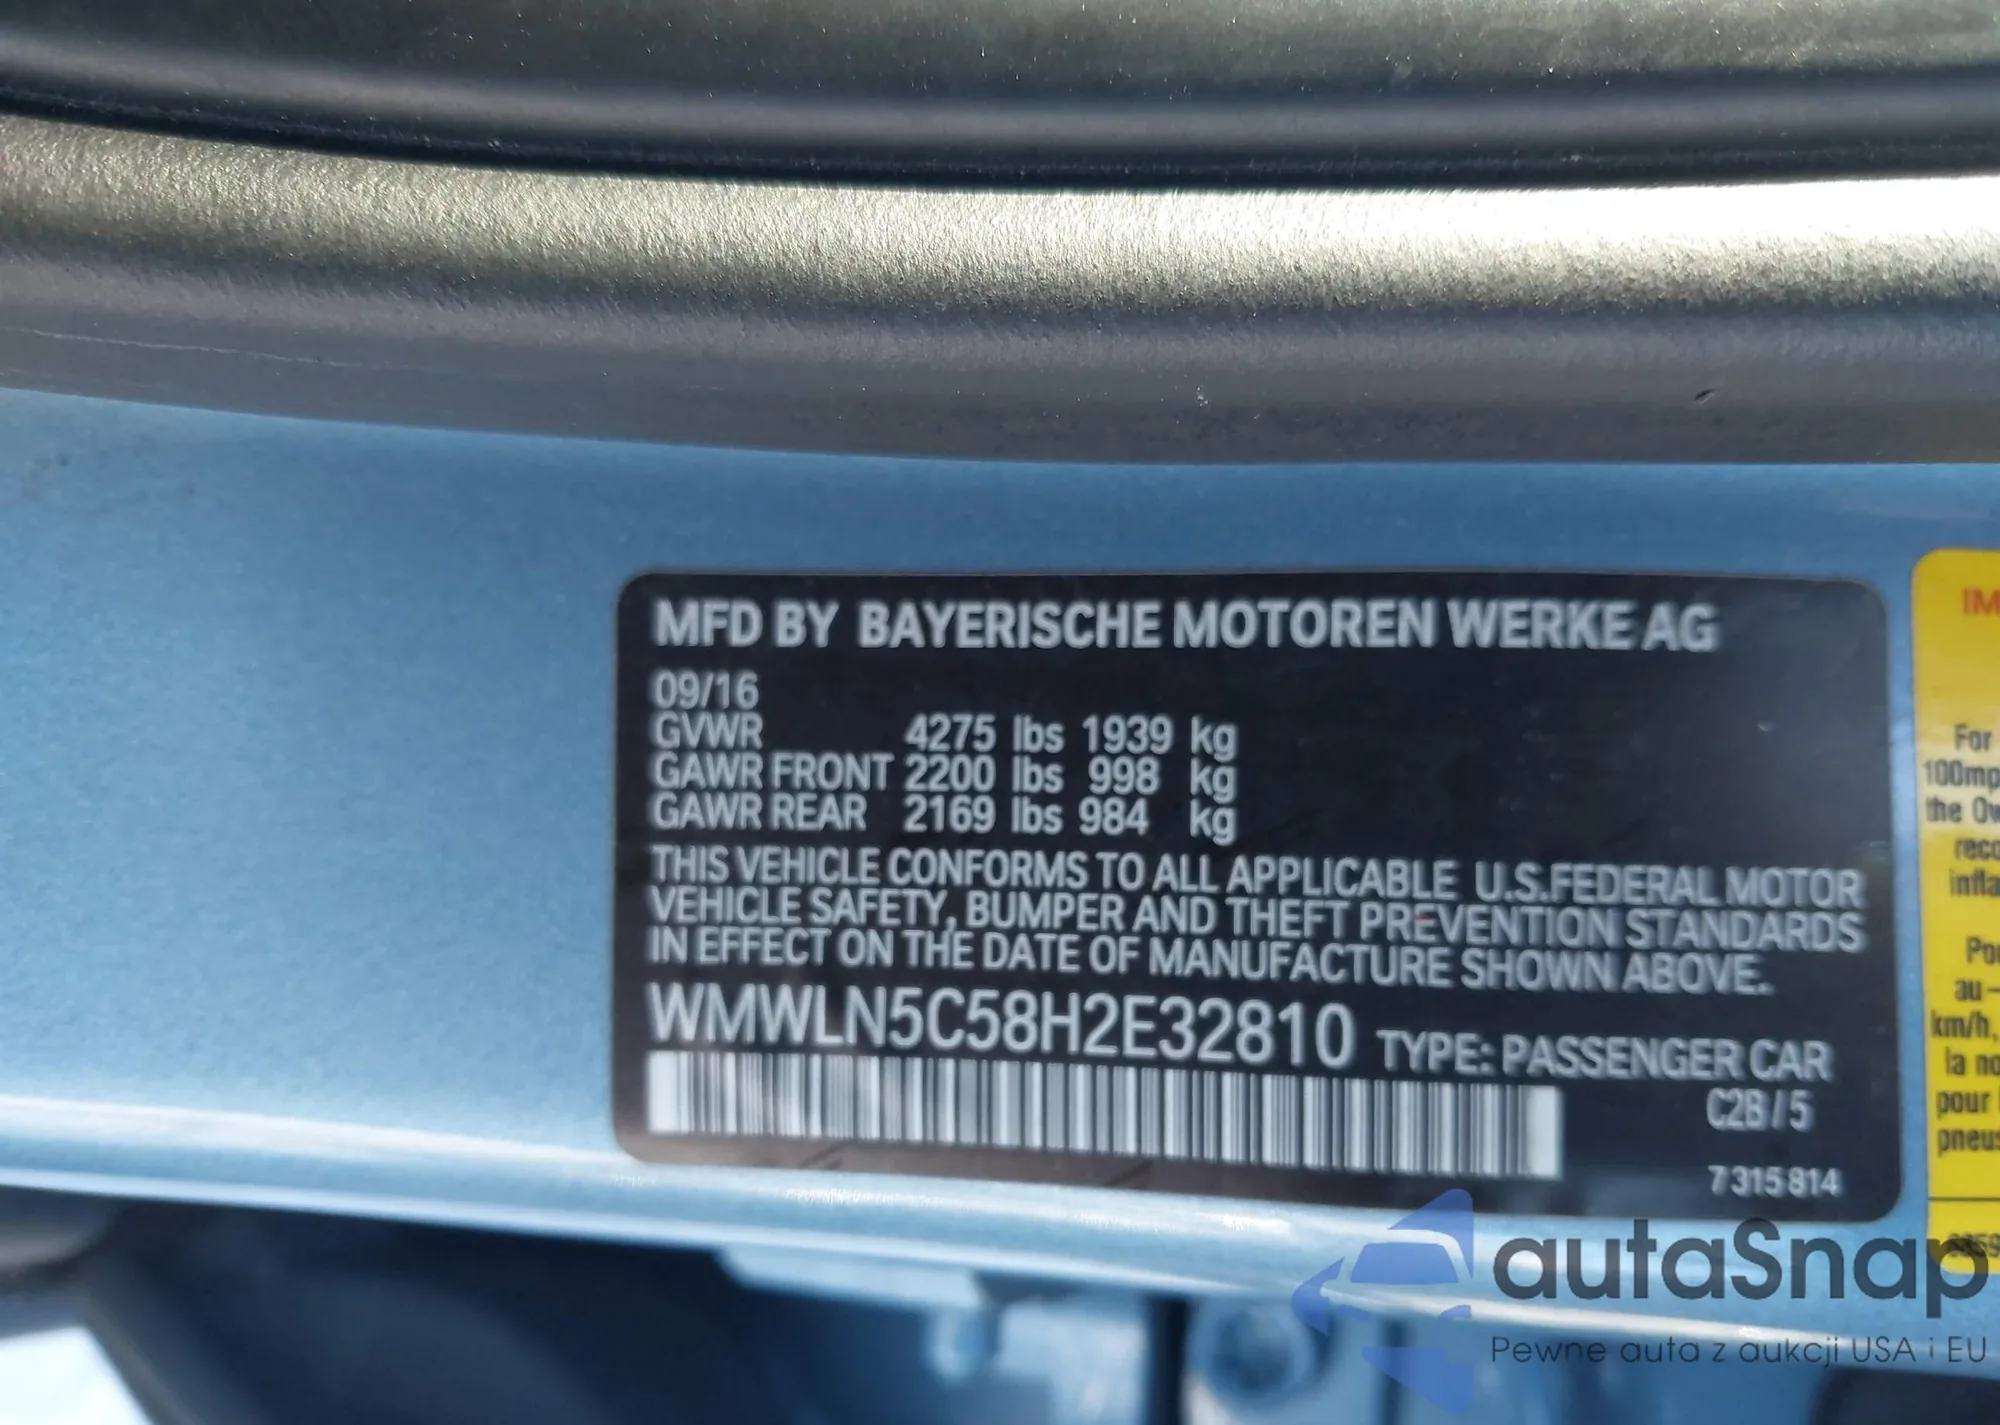 MFD BY BAYERISCHE MOTOREN WERKE AG
09/16
GVWR 4275 lbs 1939 kg
GAWR FRONT 2200 lbs 998 kg
GAWR REAR 2169 lbs 984 kg
THIS VEHICLE CONFORMS TO ALL APPLICABLE U.S.FEDERAL MOTOR
VEHICLE SAFETY, BUMPER AND THEFT PREVENTION STANDARDS
IN EFFECT ON THE DATE OF MANUFACTURE SHOWN ABOVE.
WMWLN5C58H2E32810 TYPE: PASSENGER CAR
C2B / 5
7 315 814
IM
For
100mp
the Ow
reco
infla
Pou
au-
km/h,
la no
pour l
pneus
autaSnap
Pewne auta z aukcji USA i EU